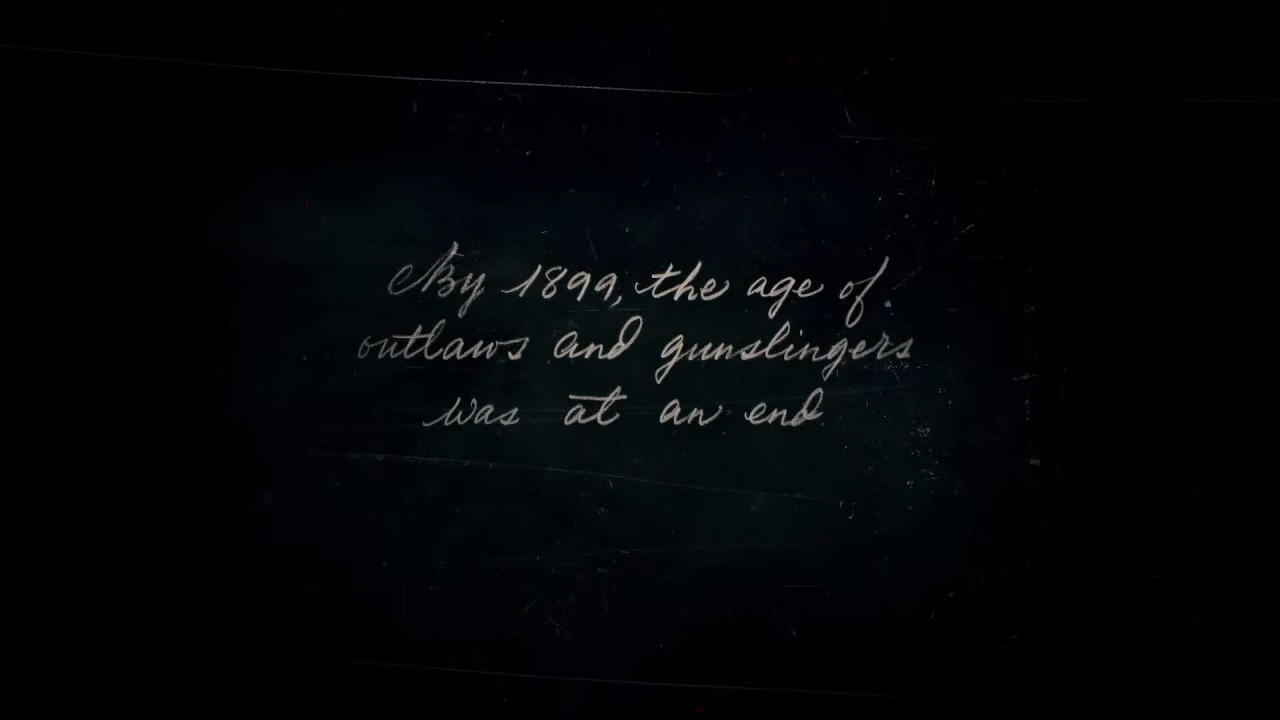 By 1899, the age of
outlaws and gunslingers
was at an end